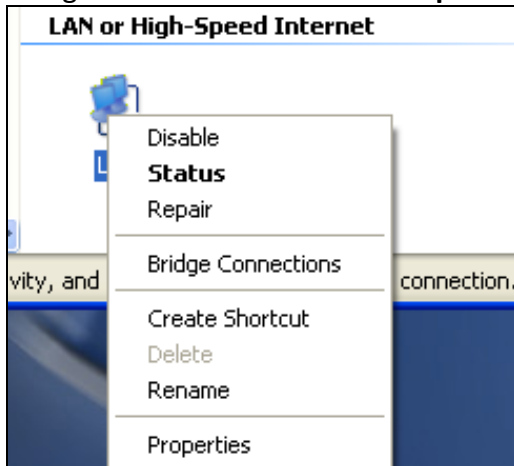 LAN or High-Speed Internet
L
Disable
Status
Repair
Bridge Connections
vity, and connection.
Create Shortcut
Delete
Rename
Properties